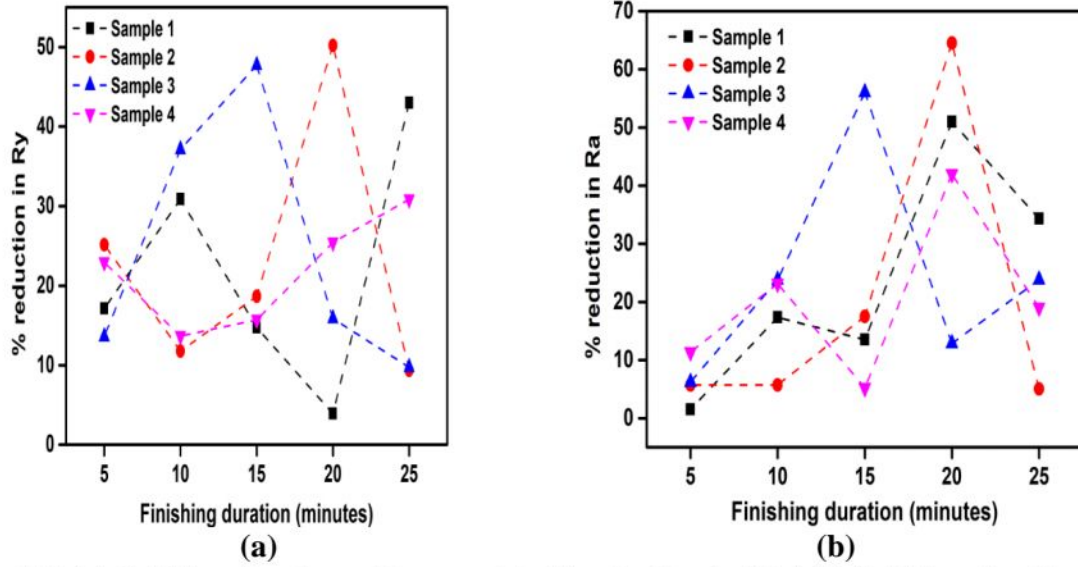 Sample 1
Sample 2
Sample 3
Sample 4
% reduction in Ry
50
40
30
20
10
0
5 10 15 20 25
Finishing duration (minutes)
(a)
Sample 1
Sample 2
Sample 3
Sample 4
% reduction in Ra
70
60
50
40
30
20
10
0
5 10 15 20 25
Finishing duration (minutes)
(b)